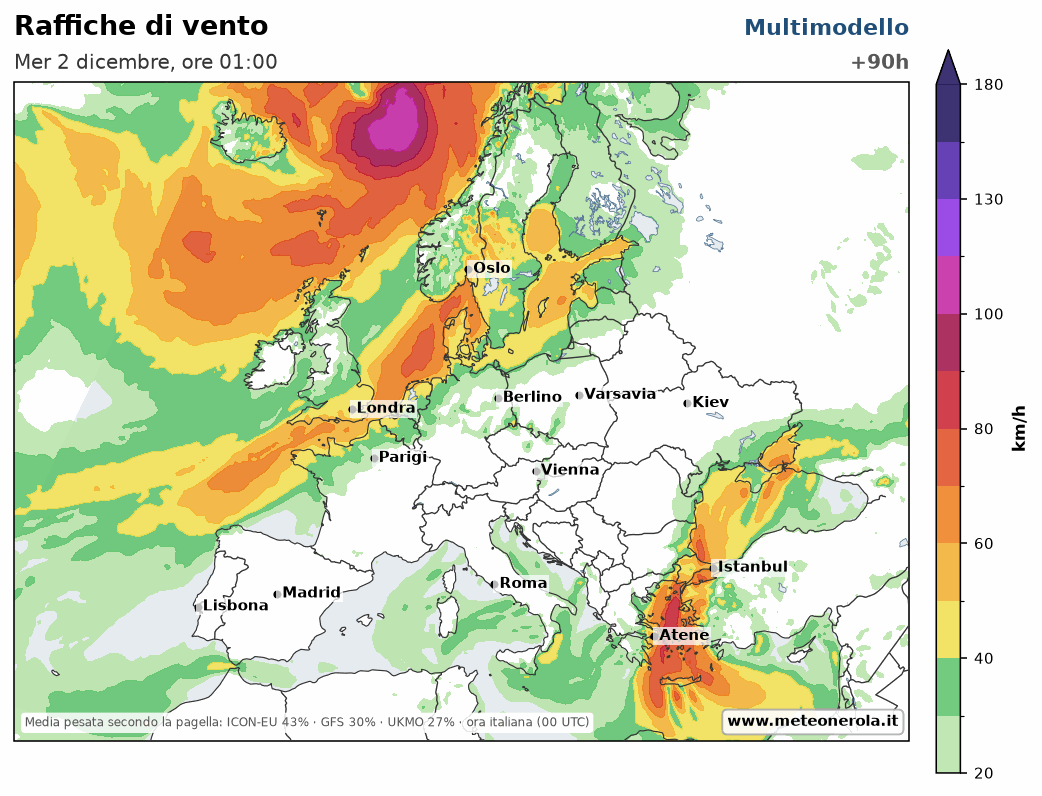 Raffiche di vento
Multimodello
Mer 2 dicembre, ore 01:00
+90h
180
130
100
80
60
40
20
km/h
Oslo
Londra
Berlino
Varsavia
Kiev
Parigi
Vienna
Istanbul
Roma
Madrid
Lisbona
Atene
Media pesata secondo la pagella: ICON-EU 43% · GFS 30% · UKMO 27% · ora italiana (00 UTC)
www.meteonerola.it